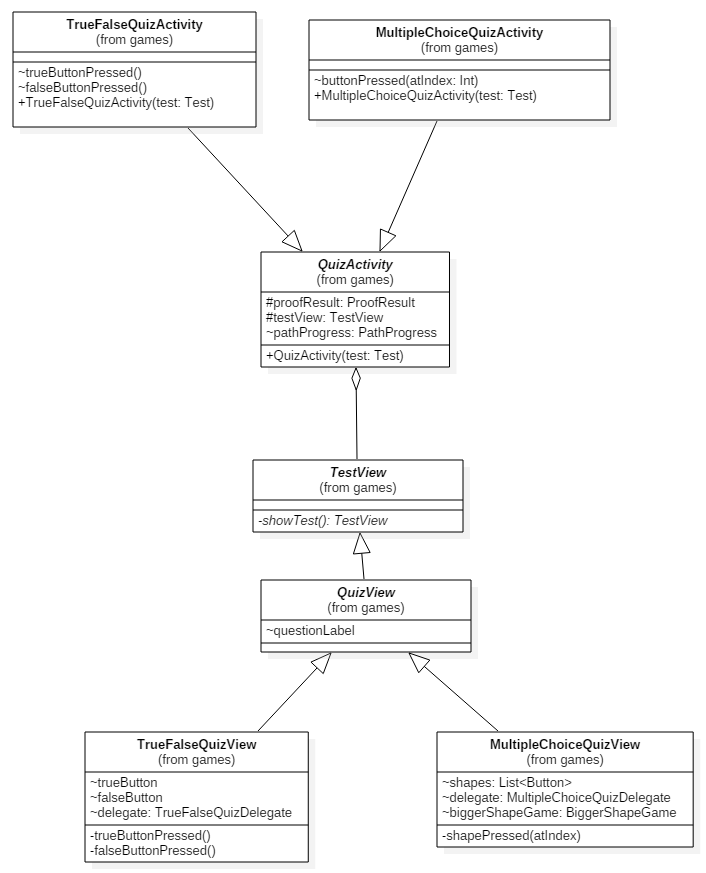 TrueFalseQuizActivity
(from games)
~trueButtonPressed()
~falseButtonPressed()
+TrueFalseQuizActivity(test: Test)
MultipleChoiceQuizActivity
(from games)
~buttonPressed(atIndex: Int)
+MultipleChoiceQuizActivity(test: Test)
QuizActivity
(from games)
#proofResult: ProofResult
#testView: TestView
~pathProgress: PathProgress
+QuizActivity(test: Test)
TestView
(from games)
-showTest(): TestView
QuizView
(from games)
~questionLabel
TrueFalseQuizView
(from games)
~trueButton
~falseButton
~delegate: TrueFalseQuizDelegate
-trueButtonPressed()
-falseButtonPressed()
MultipleChoiceQuizView
(from games)
~shapes: List<Button>
~delegate: MultipleChoiceQuizDelegate
~biggerShapeGame: BiggerShapeGame
-shapePressed(atIndex)